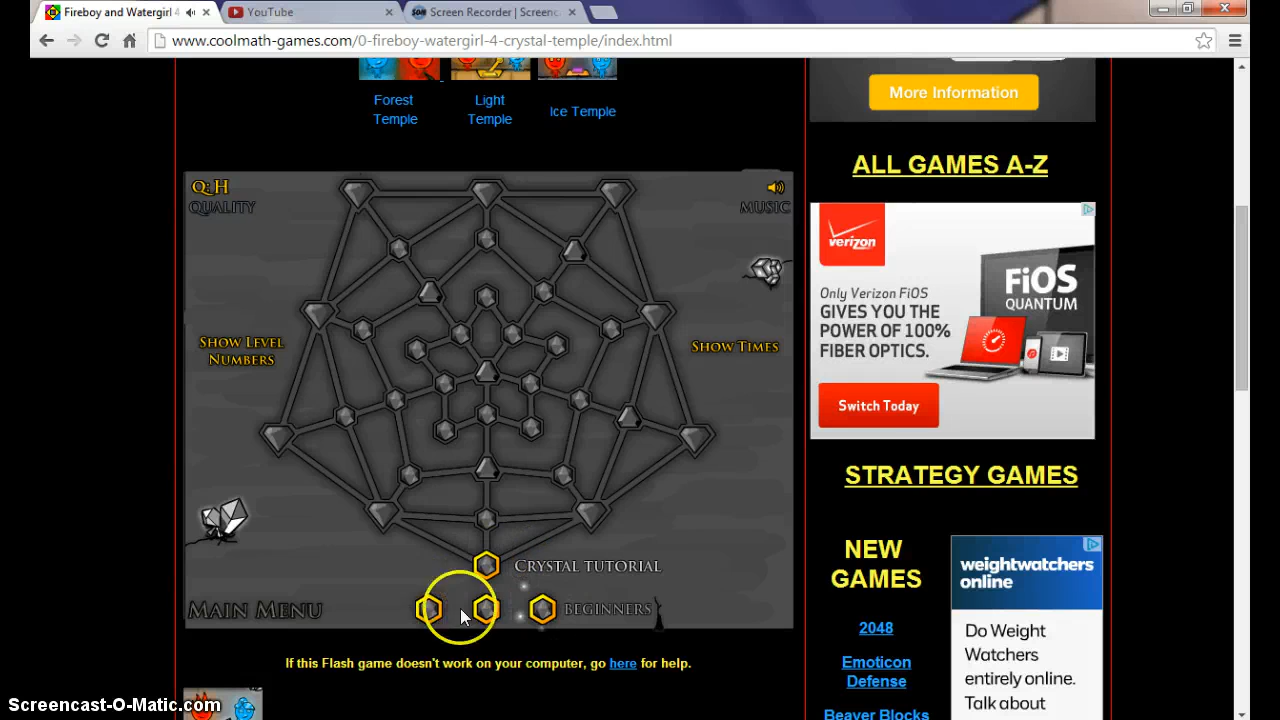 Fireboy and Watergirl 4
YouTube
Screen Recorder | Screenc
www.coolmath-games.com/0-fireboy-watergirl-4-crystal-temple/index.html
Forest
Temple
Light
Temple
Ice Temple
More Information
ALL GAMES A-Z
Q:H
QUALITY
MUSIC
SHOW LEVEL
NUMBERS
SHOW TIMES
CRYSTAL TUTORIAL
BEGINNERS
MAIN MENU
If this Flash game doesn't work on your computer, go here for help.
verizon
Only Verizon FiOS
GIVES YOU THE
POWER OF 100%
FIBER OPTICS.
FiOS
QUANTUM
Switch Today
STRATEGY GAMES
NEW
GAMES
2048
Emoticon
Defense
Beaver Blocks
weightwatchers
online
Do Weight
Watchers
entirely online.
Talk about
Screencast-O-Matic.com